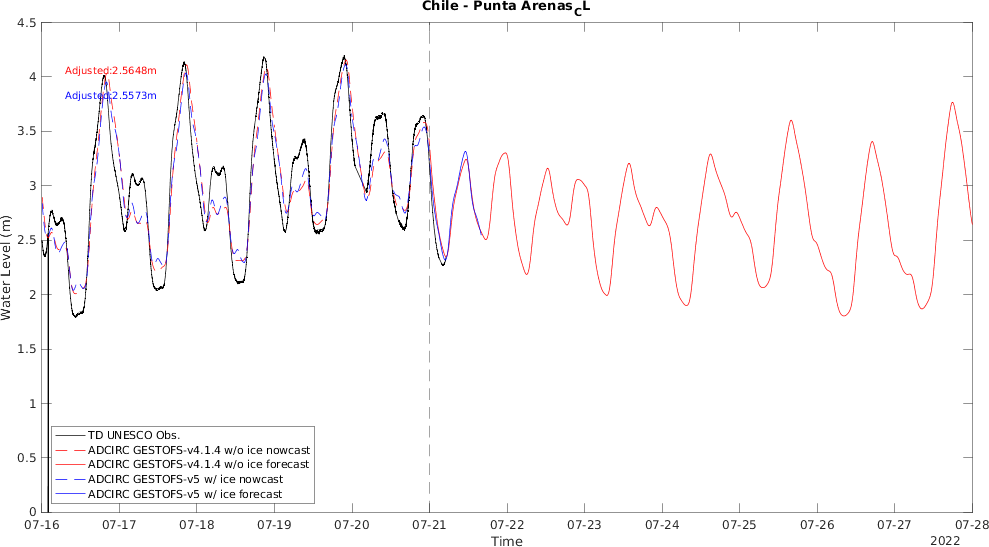 Chile - Punta Arenas_CL
4.5
4
3.5
3
2.5
2
1.5
1
0.5
0
Water Level (m)
Adjusted:2.5648m
Adjusted:2.5573m
TD UNESCO Obs.
ADCIRC GESTOFS-v4.1.4 w/o ice nowcast
ADCIRC GESTOFS-v4.1.4 w/o ice forecast
ADCIRC GESTOFS-v5 w/ ice nowcast
ADCIRC GESTOFS-v5 w/ ice forecast
07-16 07-17 07-18 07-19 07-20 07-21 07-22 07-23 07-24 07-25 07-26 07-27 07-28
Time
2022